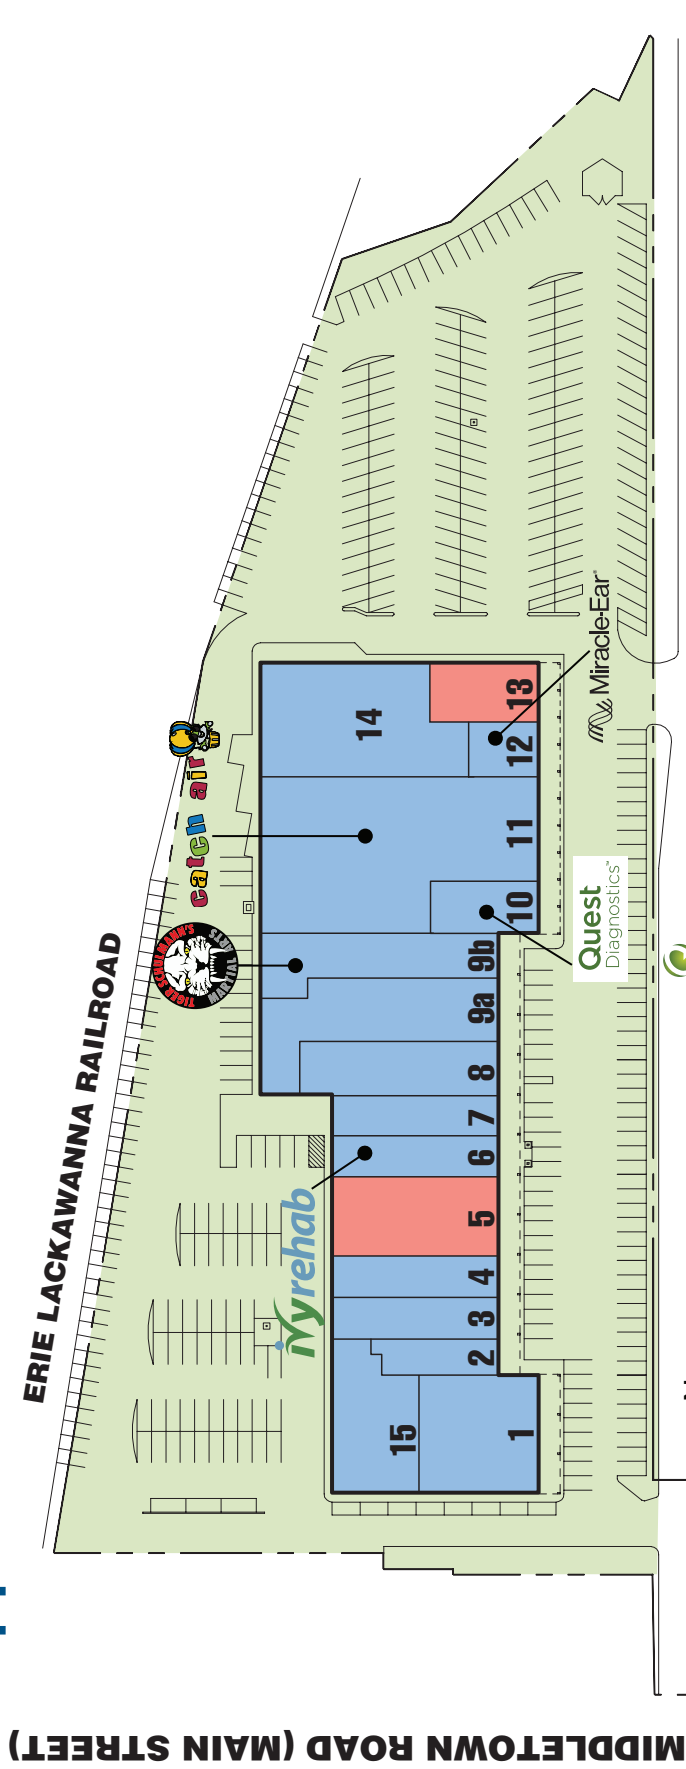 ERIE LACKAWANNA RAILROAD
TIGER SCHULMANN'S
MARTIAL ARTS
catch air
ivyrehab
Miracle-Ear®
Quest
Diagnostics™
14
13
12
11
10
9b
9a
8
7
6
5
4
3
2
15
1
MIDDLETOWN ROAD (MAIN STREET)